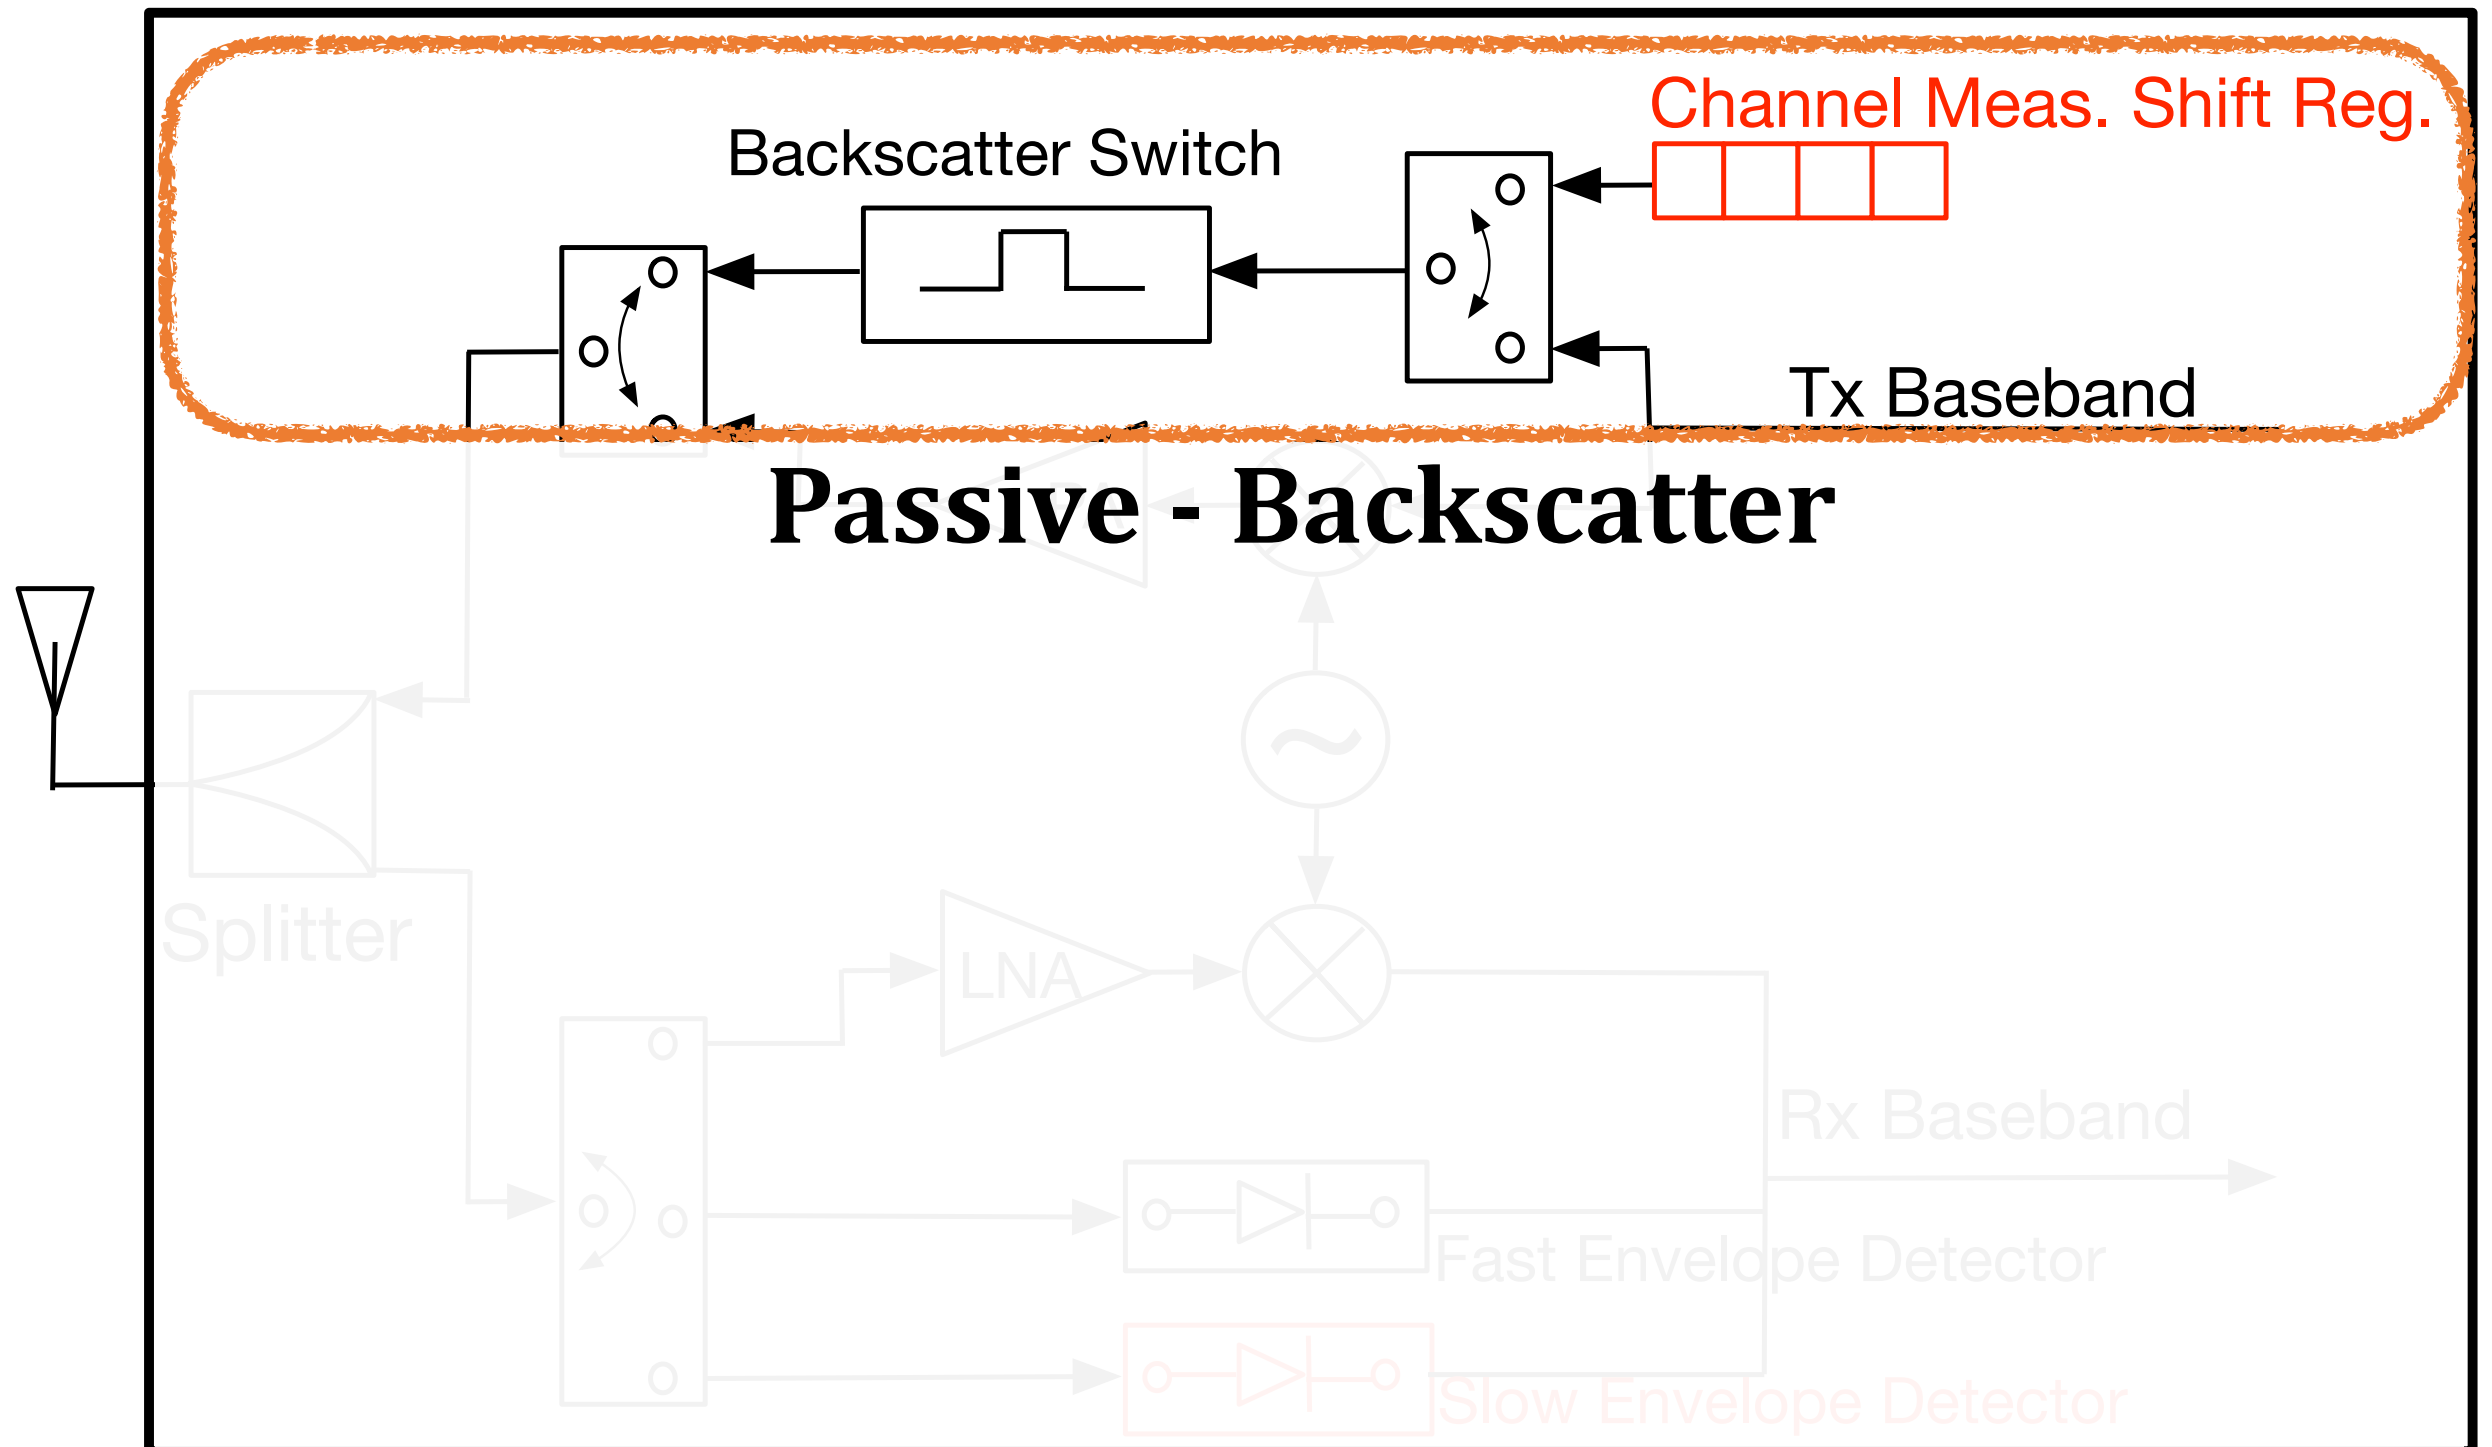 Channel Meas. Shift Reg.
Backscatter Switch
Tx Baseband
Passive - Backscatter
Splitter
LNA
Rx Baseband
Fast Envelope Detector
Slow Envelope Detector